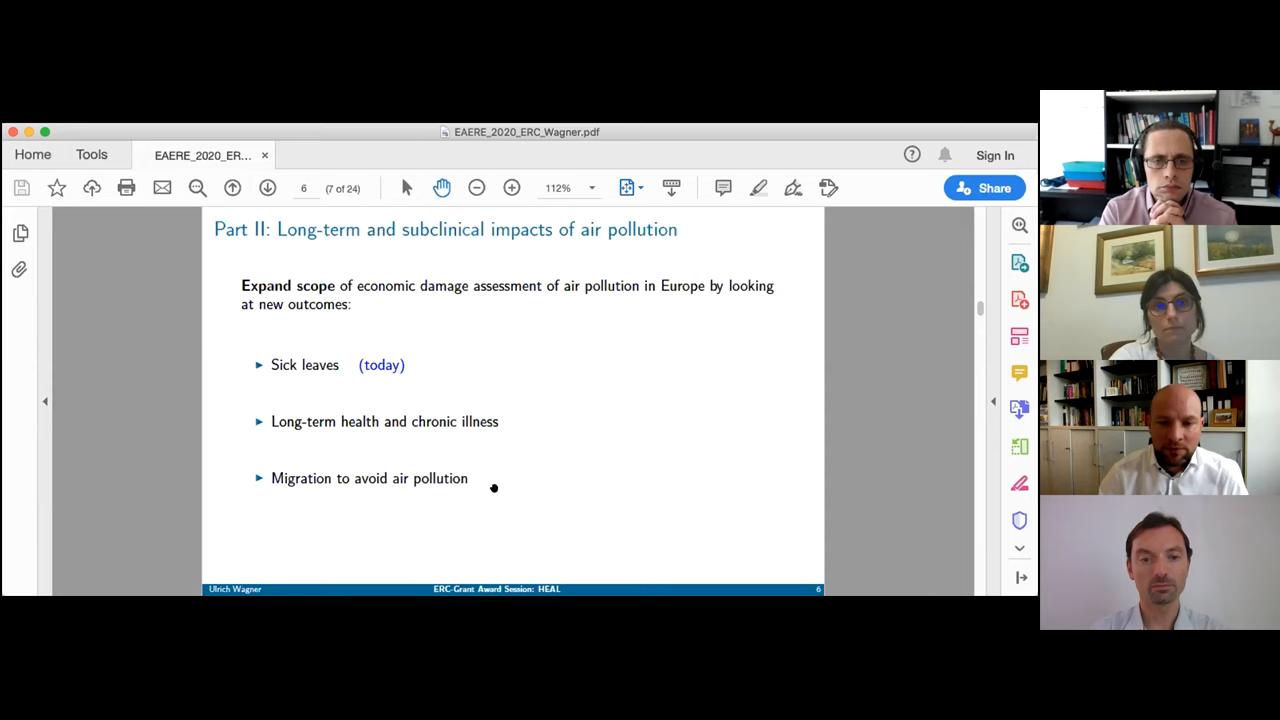 EAERE_2020_ERC_Wagner.pdf
Home Tools EAERE_2020_ER... × Sign In
6 (7 of 24) 112% Share
Part II: Long-term and subclinical impacts of air pollution
Expand scope of economic damage assessment of air pollution in Europe by looking
at new outcomes:
Sick leaves (today)
Long-term health and chronic illness
Migration to avoid air pollution
Ulrich Wagner ERC-Grant Award Session: HEAL 6